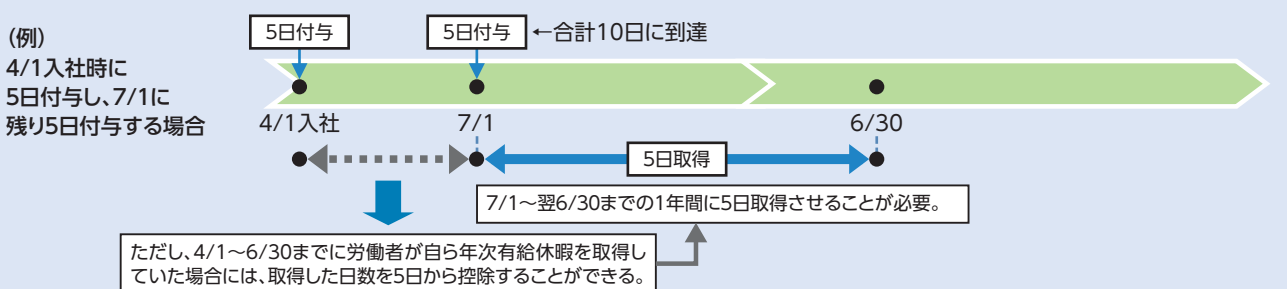 (例)
4/1入社時に
5日付与し、7/1に
残り5日付与する場合
5日付与
5日付与
←合計10日に到達
4/1入社
7/1
6/30
5日取得
7/1〜翌6/30までの1年間に5日取得させることが必要。
ただし、4/1〜6/30までに労働者が自ら年次有給休暇を取得し
ていた場合には、取得した日数を5日から控除することができる。